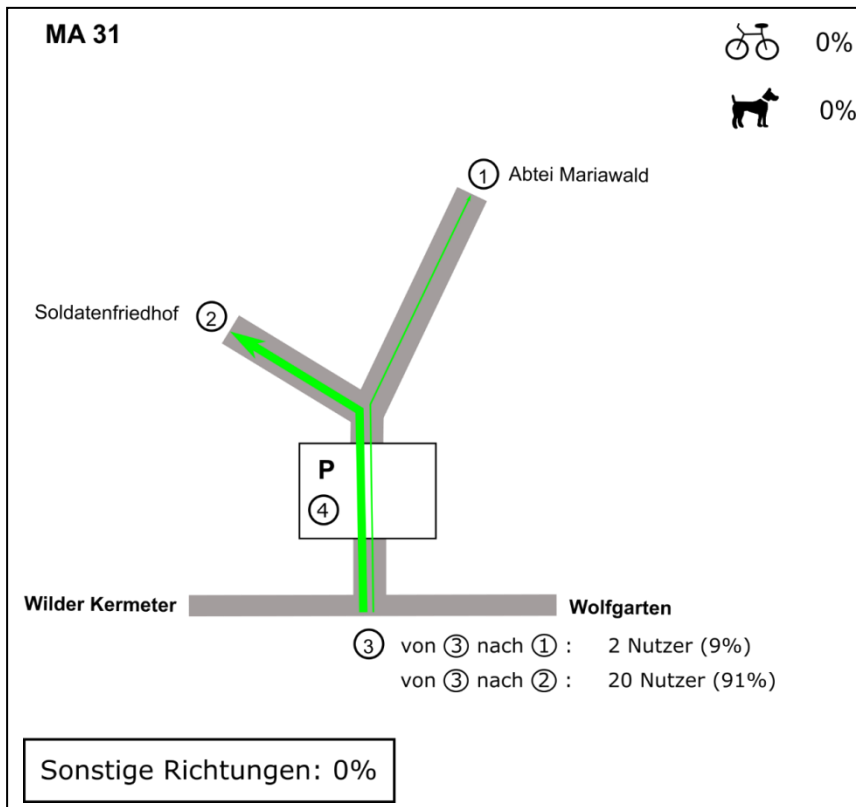 MA 31
0%
0%
1 Abtei Mariawald
Soldatenfriedhof 2
P
4
Wilder Kermeter
Wolfgarten
3 von 3 nach 1 : 2 Nutzer (9%)
von 3 nach 2 : 20 Nutzer (91%)
Sonstige Richtungen: 0%